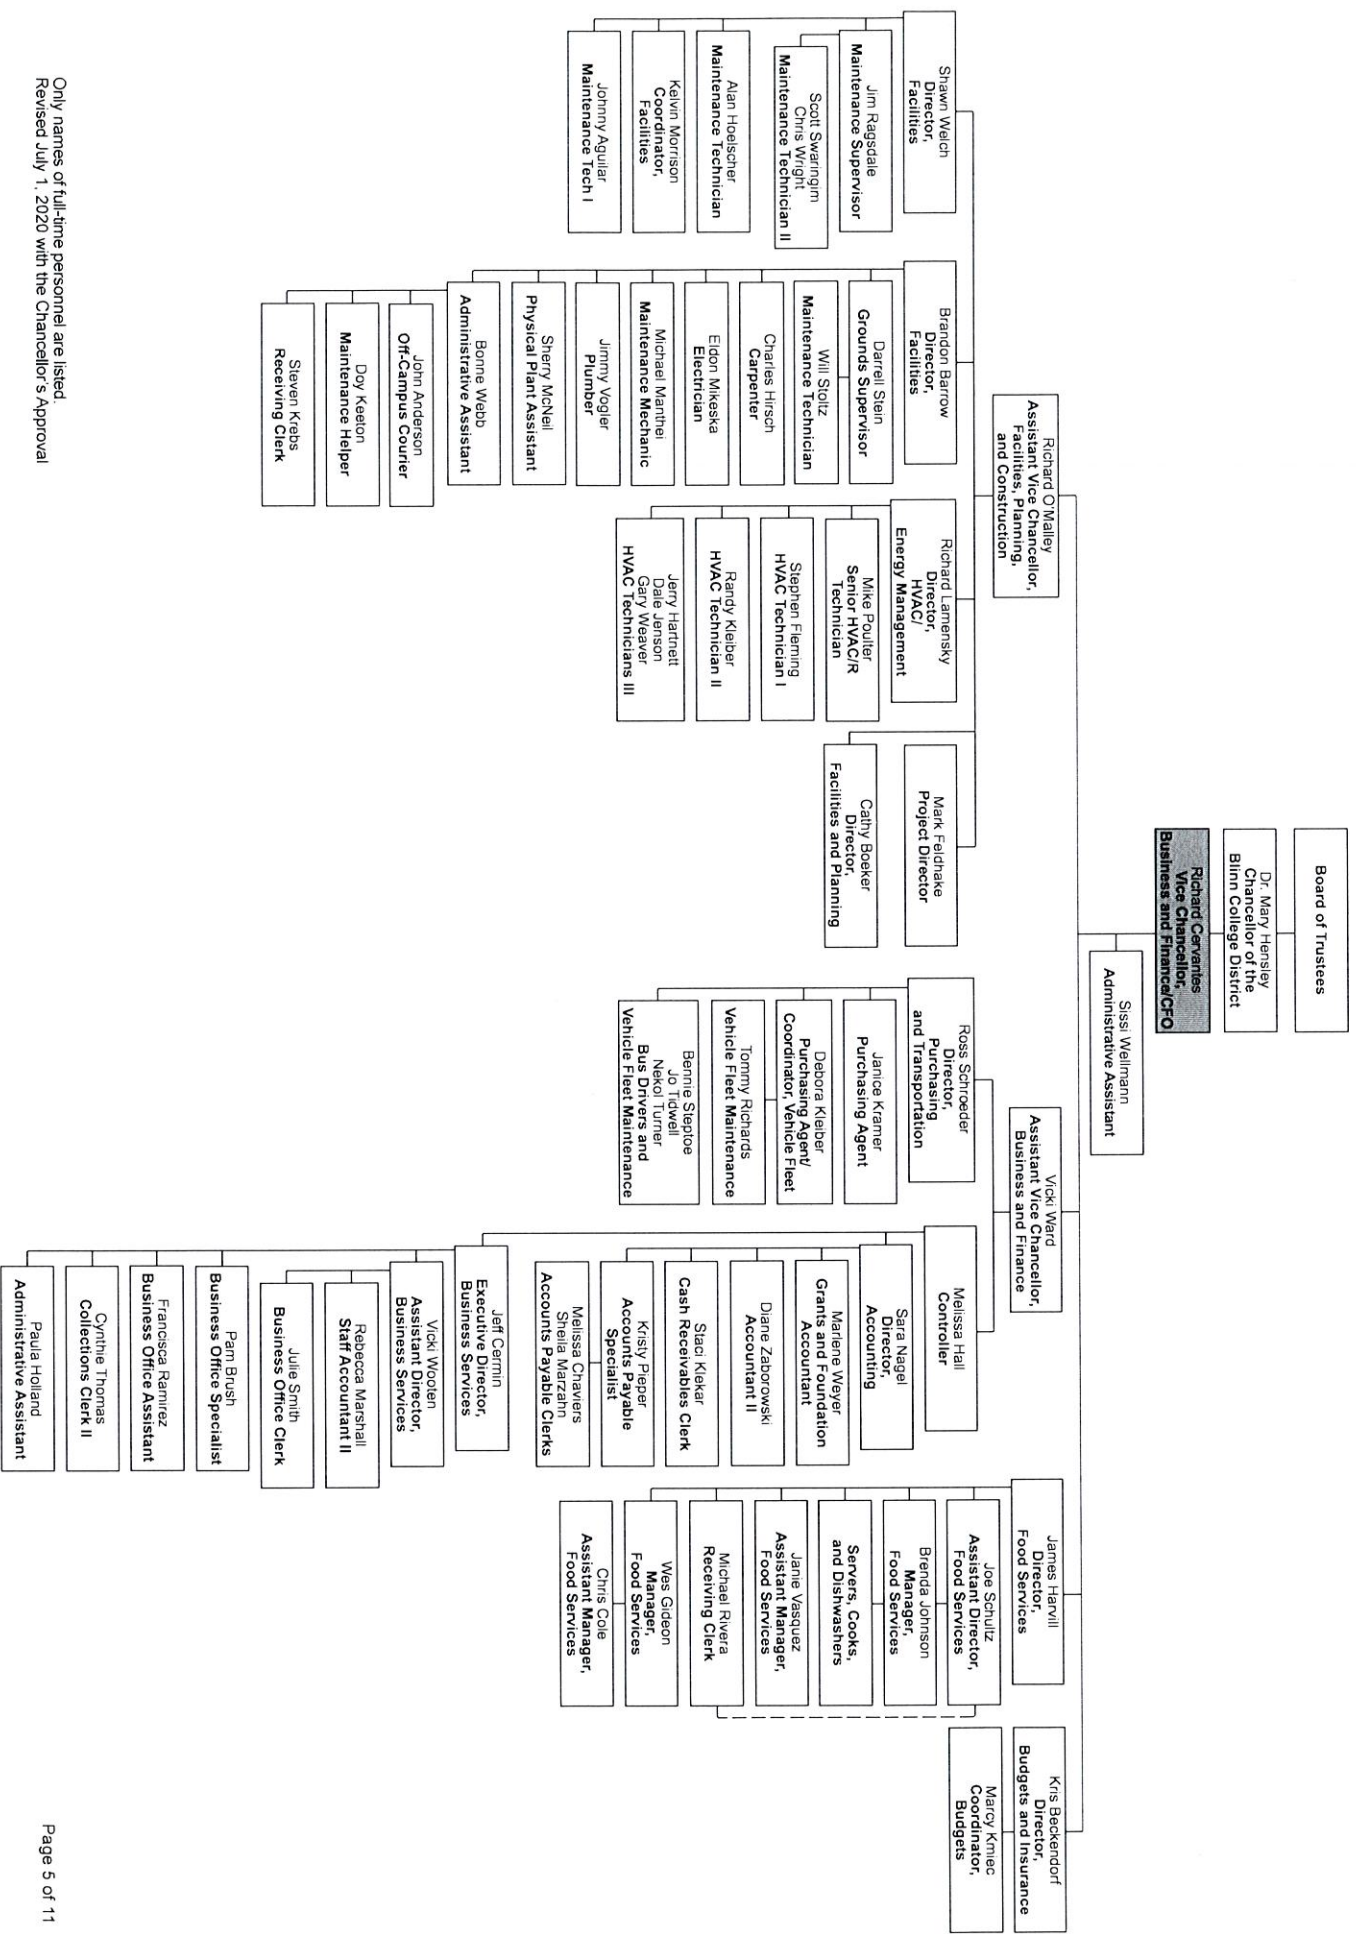 Board of Trustees
Dr. Mary Hensley
Chancellor of the
Blinn College District
Richard Cervantes
Vice Chancellor,
Business and Finance/CFO
Sissi Wellmann
Administrative Assistant
Richard O'Malley
Assistant Vice Chancellor,
Facilities, Planning,
and Construction
Shawn Welch
Director,
Facilities
Jim Ragsdale
Maintenance Supervisor
Scott Swaringim
Chris Wright
Maintenance Technician II
Alan Hoelscher
Maintenance Technician
Kelvin Morrison
Coordinator,
Facilities
Johnny Aguilar
Maintenance Tech I
Brandon Barrow
Director,
Facilities
Darrell Stein
Grounds Supervisor
Will Stoltz
Maintenance Technician
Charles Hirsch
Carpenter
Eldon Mikeska
Electrician
Michael Manthei
Maintenance Mechanic
Jimmy Vogler
Plumber
Sherry McNeil
Physical Plant Assistant
Bonne Webb
Administrative Assistant
John Anderson
Off-Campus Courier
Doy Keeton
Maintenance Helper
Steven Krebs
Receiving Clerk
Richard Lamensky
Director,
HVAC/
Energy Management
Mike Poulter
Senior HVAC/R
Technician
Stephen Fleming
HVAC Technician I
Randy Kleiber
HVAC Technician II
Jerry Hartnett
Dale Jenson
Gary Weaver
HVAC Technicians III
Mark Feldhake
Project Director
Cathy Boeker
Director,
Facilities and Planning
Vicki Ward
Assistant Vice Chancellor,
Business and Finance
Ross Schroeder
Director,
Purchasing
and Transportation
Janice Kramer
Purchasing Agent
Debora Kleiber
Purchasing Agent/
Coordinator, Vehicle Fleet
Tommy Richards
Vehicle Fleet Maintenance
Bennie Steptoe
Jo Tidwell
Nekol Turner
Bus Drivers and
Vehicle Fleet Maintenance
Melissa Hall
Controller
Sara Nagel
Director,
Accounting
Marlene Weyer
Grants and Foundation
Accountant
Diane Zaborowski
Accountant II
Staci Klekar
Cash Receivables Clerk
Kristy Pieper
Accounts Payable
Specialist
Melissa Chaviers
Sheila Marzahn
Accounts Payable Clerks
Jeff Cermin
Executive Director,
Business Services
Vicki Wooten
Assistant Director,
Business Services
Rebecca Marshall
Staff Accountant II
Julie Smith
Business Office Clerk
Pam Brush
Business Office Specialist
Francisca Ramirez
Business Office Assistant
Cynthie Thomas
Collections Clerk II
Paula Holland
Administrative Assistant
James Harvill
Director,
Food Services
Joe Schultz
Assistant Director,
Food Services
Brenda Johnson
Manager,
Food Services
Servers, Cooks,
and Dishwashers
Janie Vasquez
Assistant Manager,
Food Services
Michael Rivera
Receiving Clerk
Wes Gideon
Manager,
Food Services
Chris Cole
Assistant Manager,
Food Services
Kris Beckendorf
Director,
Budgets and Insurance
Marcy Kmiec
Coordinator,
Budgets
Only names of full-time personnel are listed.
Revised July 1, 2020 with the Chancellor's Approval
Page 5 of 11